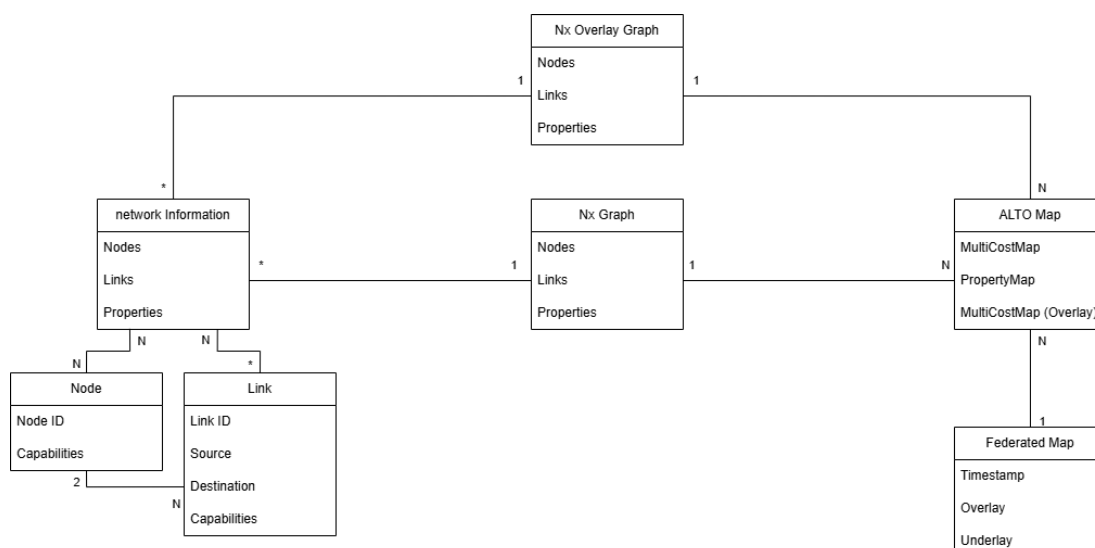 Nx Overlay Graph
Nodes
Links
Properties
1
1
*
N
network Information
Nodes
Links
Properties
Nx Graph
Nodes
Links
Properties
ALTO Map
MultiCostMap
PropertyMap
MultiCostMap (Overlay)
*
1
1
N
N
N
N
*
N
1
Node
Node ID
Capabilities
Link
Link ID
Source
Destination
Capabilities
2
N
Federated Map
Timestamp
Overlay
Underlay